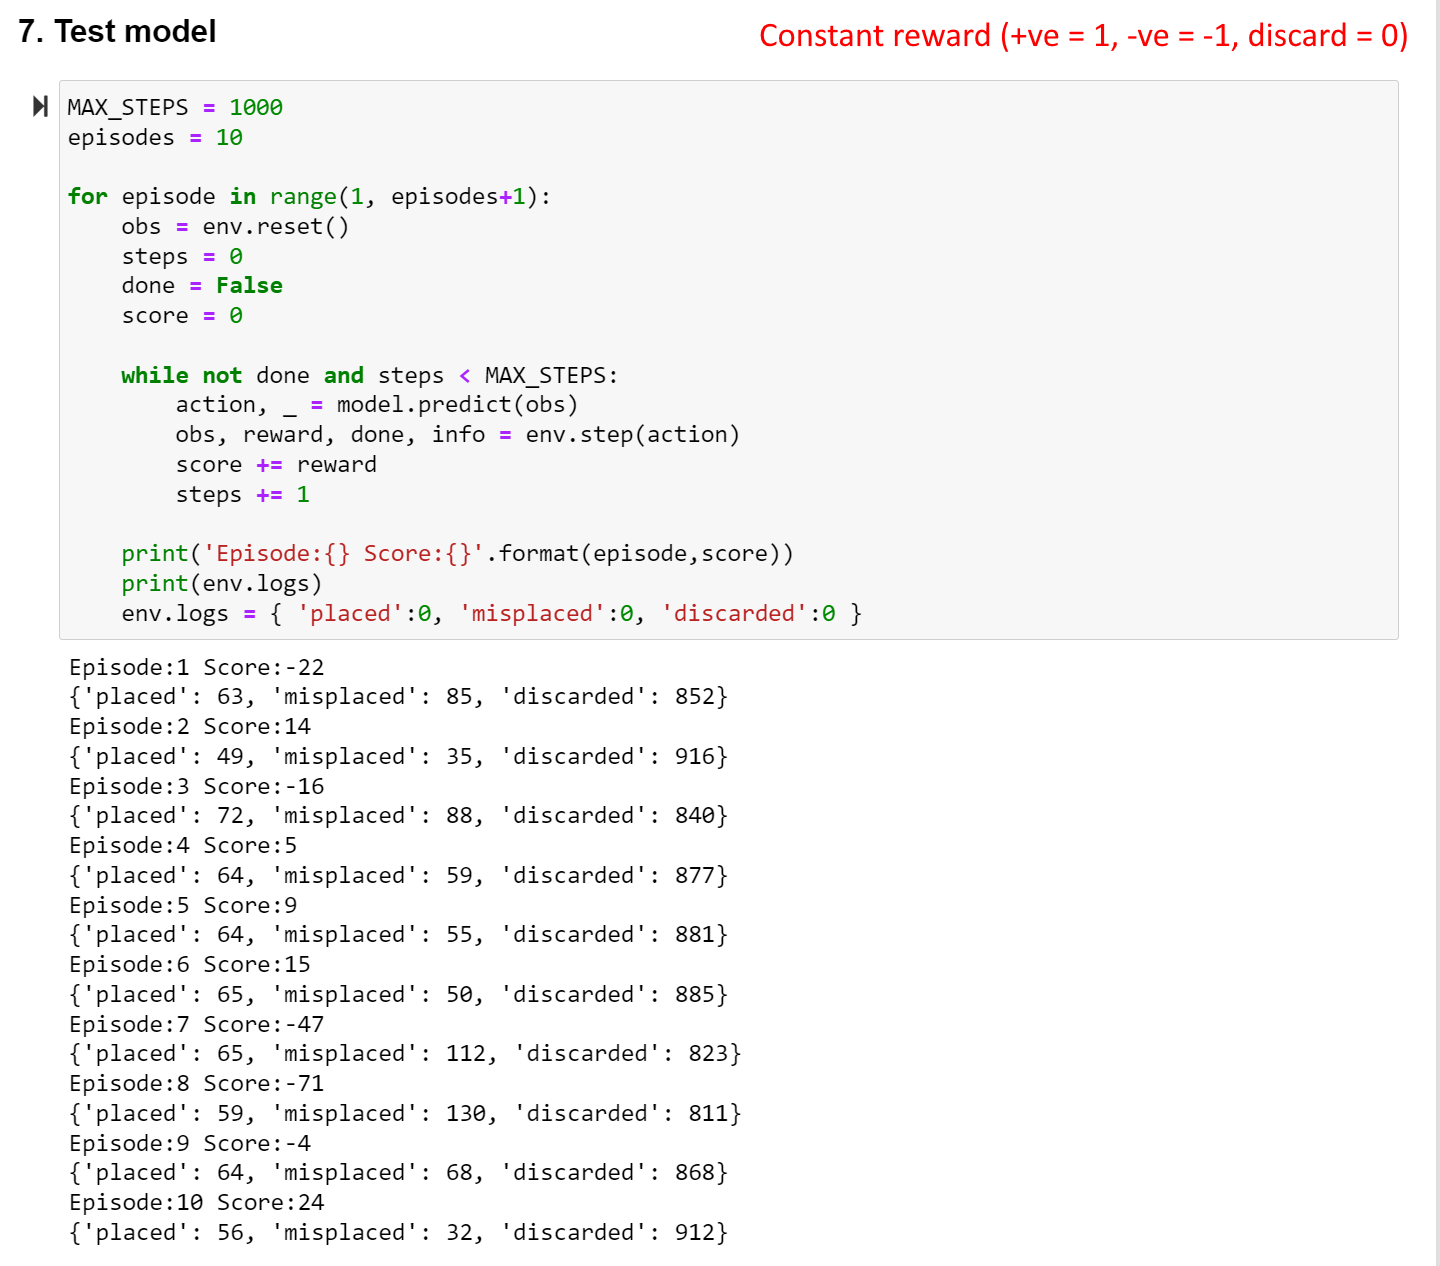 7. Test model
Constant reward (+ve = 1, -ve = -1, discard = 0)
MAX_STEPS = 1000
episodes = 10
for episode in range(1, episodes+1):
    obs = env.reset()
    steps = 0
    done = False
    score = 0
    while not done and steps < MAX_STEPS:
        action, _ = model.predict(obs)
        obs, reward, done, info = env.step(action)
        score += reward
        steps += 1
    print('Episode:{} Score:{}'.format(episode,score))
    print(env.logs)
    env.logs = { 'placed':0, 'misplaced':0, 'discarded':0 }
Episode:1 Score:-22
{'placed': 63, 'misplaced': 85, 'discarded': 852}
Episode:2 Score:14
{'placed': 49, 'misplaced': 35, 'discarded': 916}
Episode:3 Score:-16
{'placed': 72, 'misplaced': 88, 'discarded': 840}
Episode:4 Score:5
{'placed': 64, 'misplaced': 59, 'discarded': 877}
Episode:5 Score:9
{'placed': 64, 'misplaced': 55, 'discarded': 881}
Episode:6 Score:15
{'placed': 65, 'misplaced': 50, 'discarded': 885}
Episode:7 Score:-47
{'placed': 65, 'misplaced': 112, 'discarded': 823}
Episode:8 Score:-71
{'placed': 59, 'misplaced': 130, 'discarded': 811}
Episode:9 Score:-4
{'placed': 64, 'misplaced': 68, 'discarded': 868}
Episode:10 Score:24
{'placed': 56, 'misplaced': 32, 'discarded': 912}